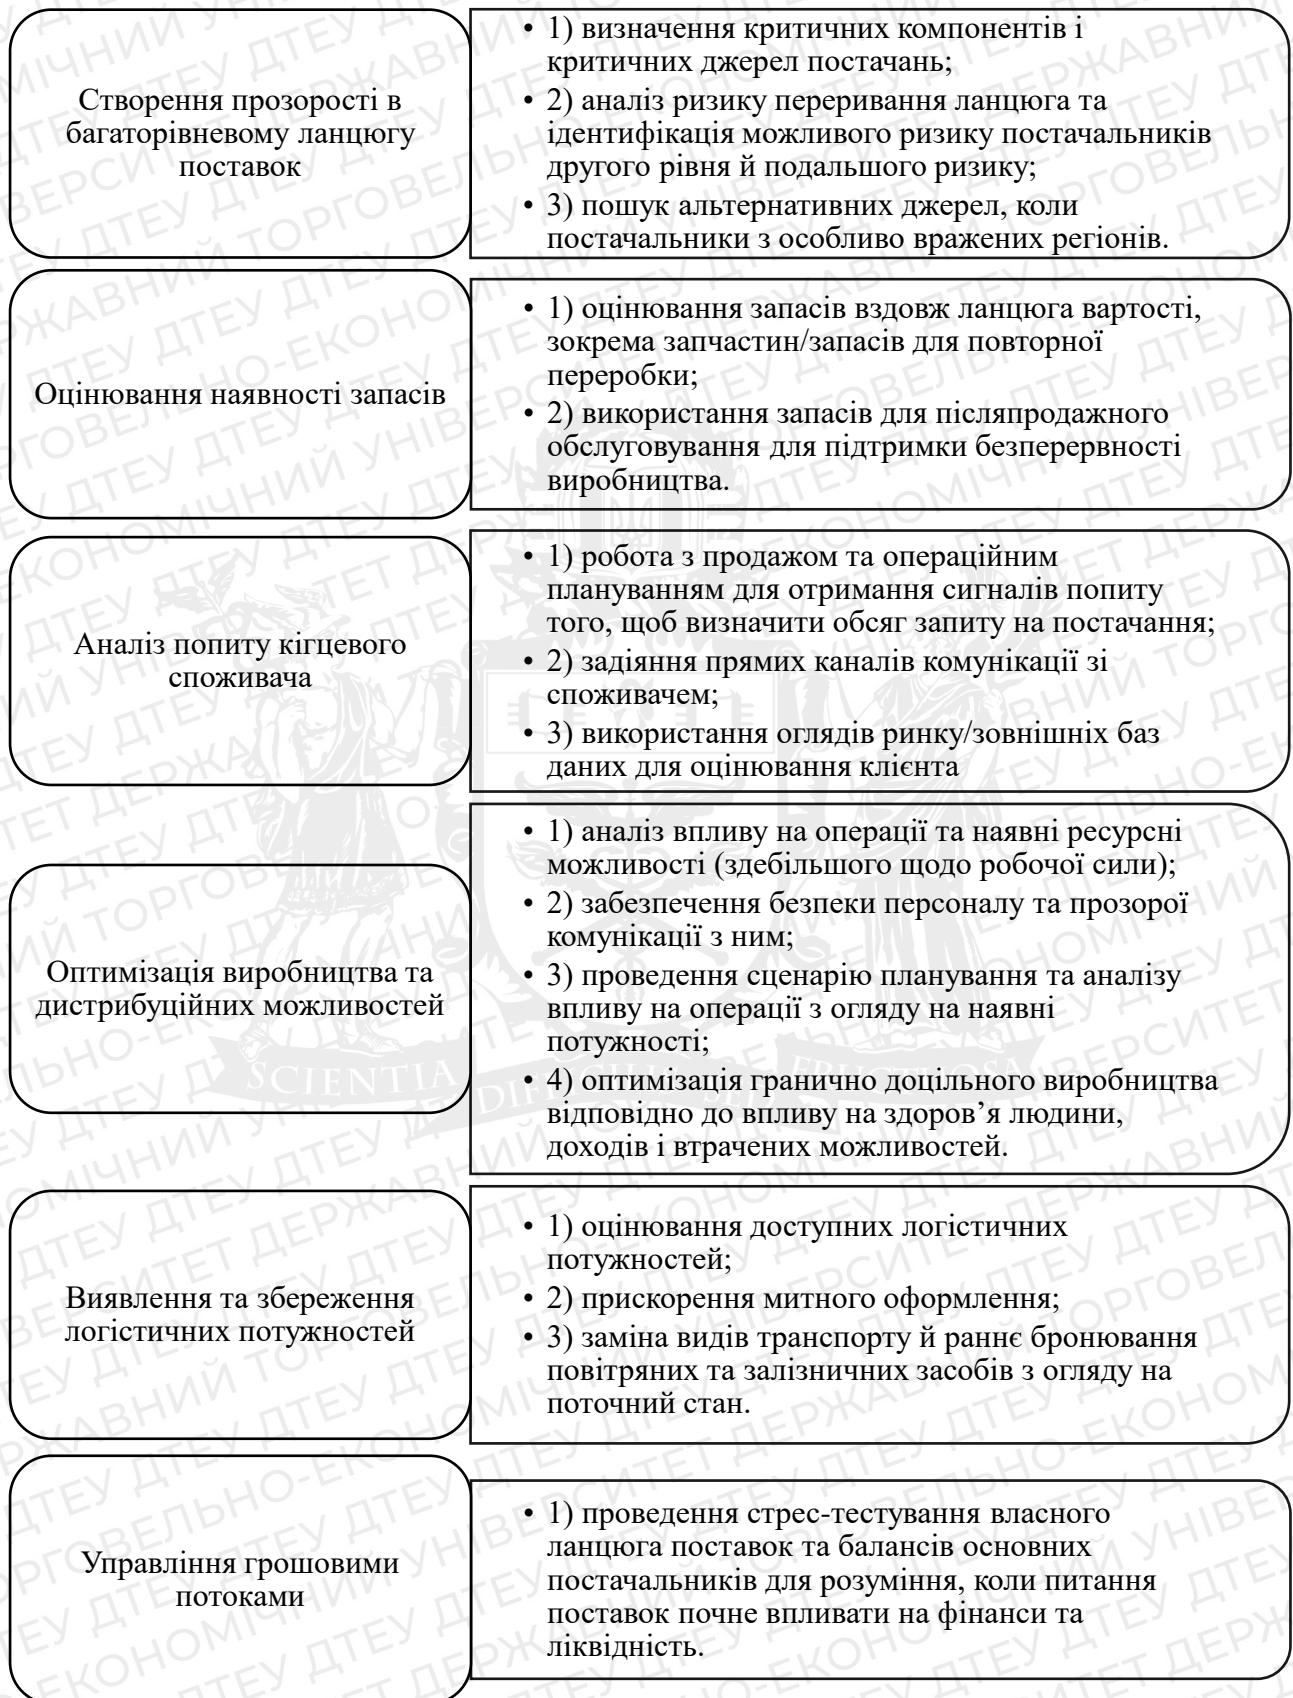 Створення прозорості в
багаторівневому ланцюгу
поставок
• 1) визначення критичних компонентів і
критичних джерел постачань;
• 2) аналіз ризику переривання ланцюга та
ідентифікація можливого ризику постачальників
другого рівня й подальшого ризику;
• 3) пошук альтернативних джерел, коли
постачальники з особливо вражених регіонів.
Оцінювання наявності запасів
• 1) оцінювання запасів вздовж ланцюга вартості,
зокрема запчастин/запасів для повторної
переробки;
• 2) використання запасів для післяпродажного
обслуговування для підтримки безперервності
виробництва.
Аналіз попиту кігцевого
споживача
• 1) робота з продажом та операційним
плануванням для отримання сигналів попиту
того, щоб визначити обсяг запиту на постачання;
• 2) задіяння прямих каналів комунікації зі
споживачем;
• 3) використання оглядів ринку/зовнішніх баз
даних для оцінювання клієнта
Оптимізація виробництва та
дистрибуційних можливостей
• 1) аналіз впливу на операції та наявні ресурсні
можливості (здебільшого щодо робочої сили);
• 2) забезпечення безпеки персоналу та прозорої
комунікації з ним;
• 3) проведення сценарію планування та аналізу
впливу на операції з огляду на наявні
потужності;
• 4) оптимізація гранично доцільного виробництва
відповідно до впливу на здоров’я людини,
доходів і втрачених можливостей.
Виявлення та збереження
логістичних потужностей
• 1) оцінювання доступних логістичних
потужностей;
• 2) прискорення митного оформлення;
• 3) заміна видів транспорту й раннє бронювання
повітряних та залізничних засобів з огляду на
поточний стан.
Управління грошовими
потоками
• 1) проведення стрес-тестування власного
ланцюга поставок та балансів основних
постачальників для розуміння, коли питання
поставок почне впливати на фінанси та
ліквідність.